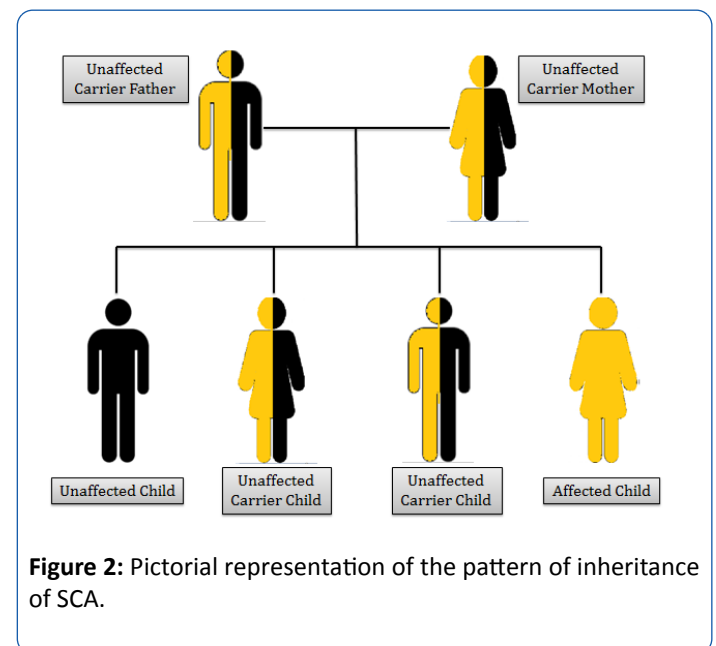 Unaffected
Carrier Father
Unaffected
Carrier Mother
Unaffected Child
Unaffected
Carrier Child
Unaffected
Carrier Child
Affected Child
Figure 2: Pictorial representation of the pattern of inheritance
of SCA.